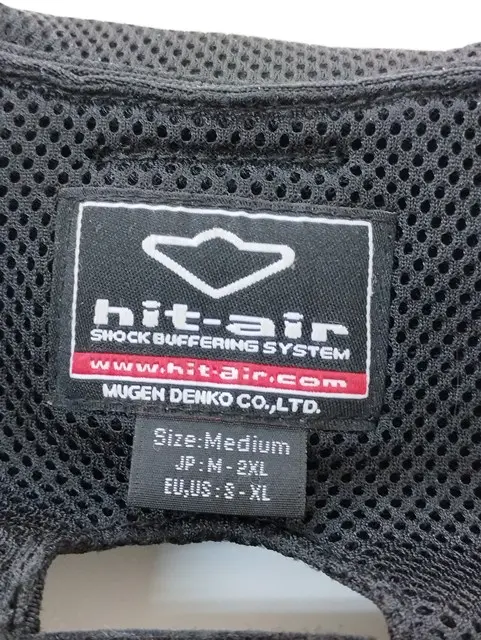 hit-air
SHOCK BUFFERING SYSTEM
www.hit-air.com
MUGEN DENKO CO.,LTD.
Size:Medium
JP:M-2XL
EU,US:S-XL